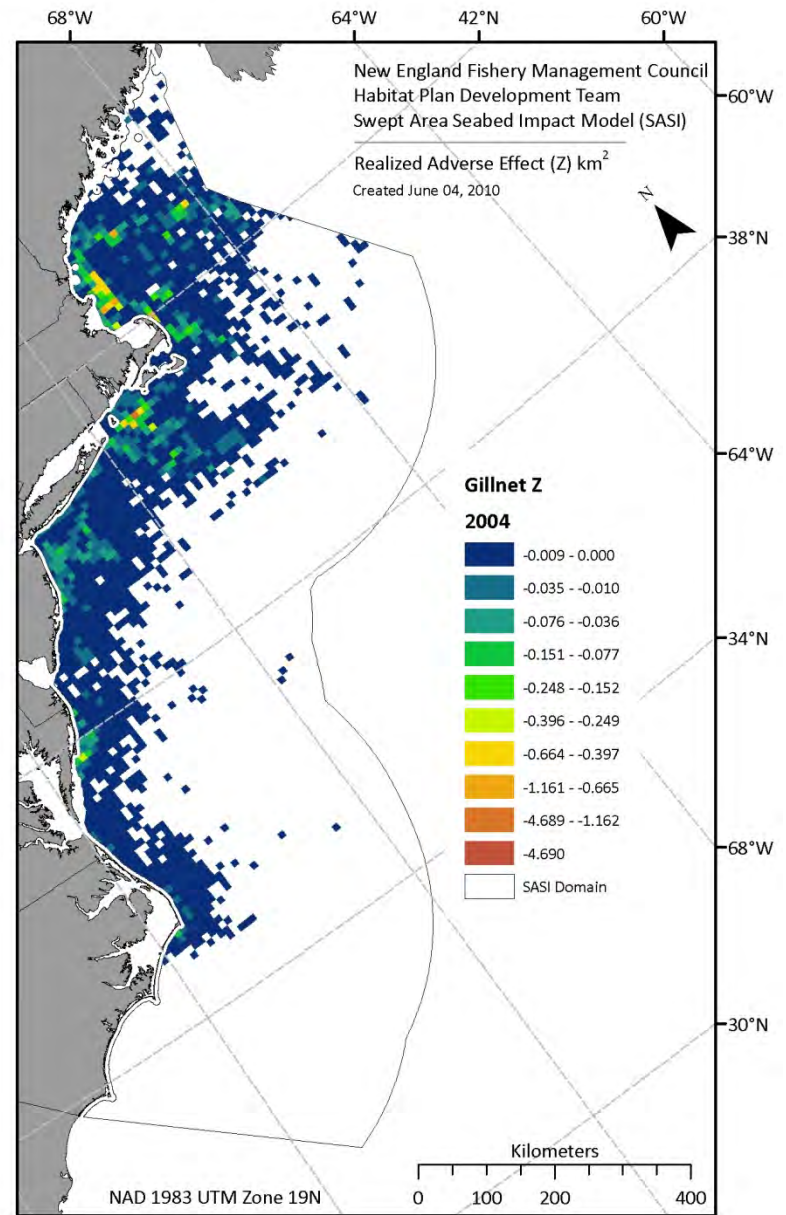 68°W
64°W
42°N
60°W
New England Fishery Management Council
Habitat Plan Development Team
Swept Area Seabed Impact Model (SASI)
Realized Adverse Effect (Z) km²
Created June 04, 2010
N
60°W
38°N
64°W
34°N
68°W
30°N
Gillnet Z
2004
-0.009 - 0.000
-0.035 - -0.010
-0.076 - -0.036
-0.151 - -0.077
-0.248 - -0.152
-0.396 - -0.249
-0.664 - -0.397
-1.161 - -0.665
-4.689 - -1.162
-4.690
SASI Domain
Kilometers
0 100 200 400
NAD 1983 UTM Zone 19N